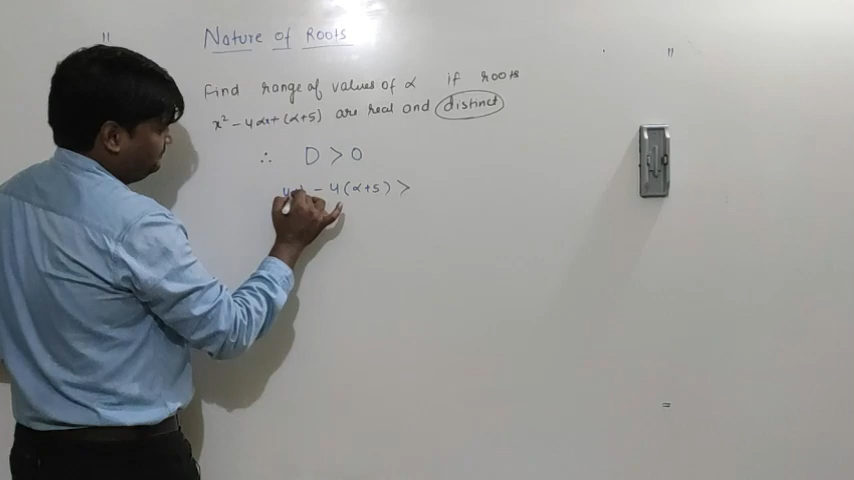 Nature of Roots
Find range of values of α if roots
x² - 4αx + (α+5) are real and distinct
∴ D > 0
- 4(α+5) >